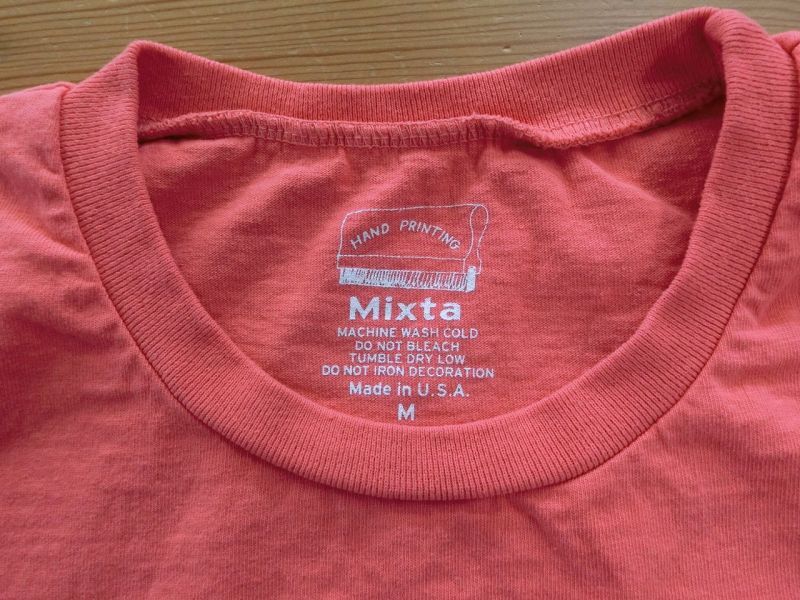 HAND PRINTING
Mixta
MACHINE WASH COLD
DO NOT BLEACH
TUMBLE DRY LOW
DO NOT IRON DECORATION
Made in U.S.A.
M